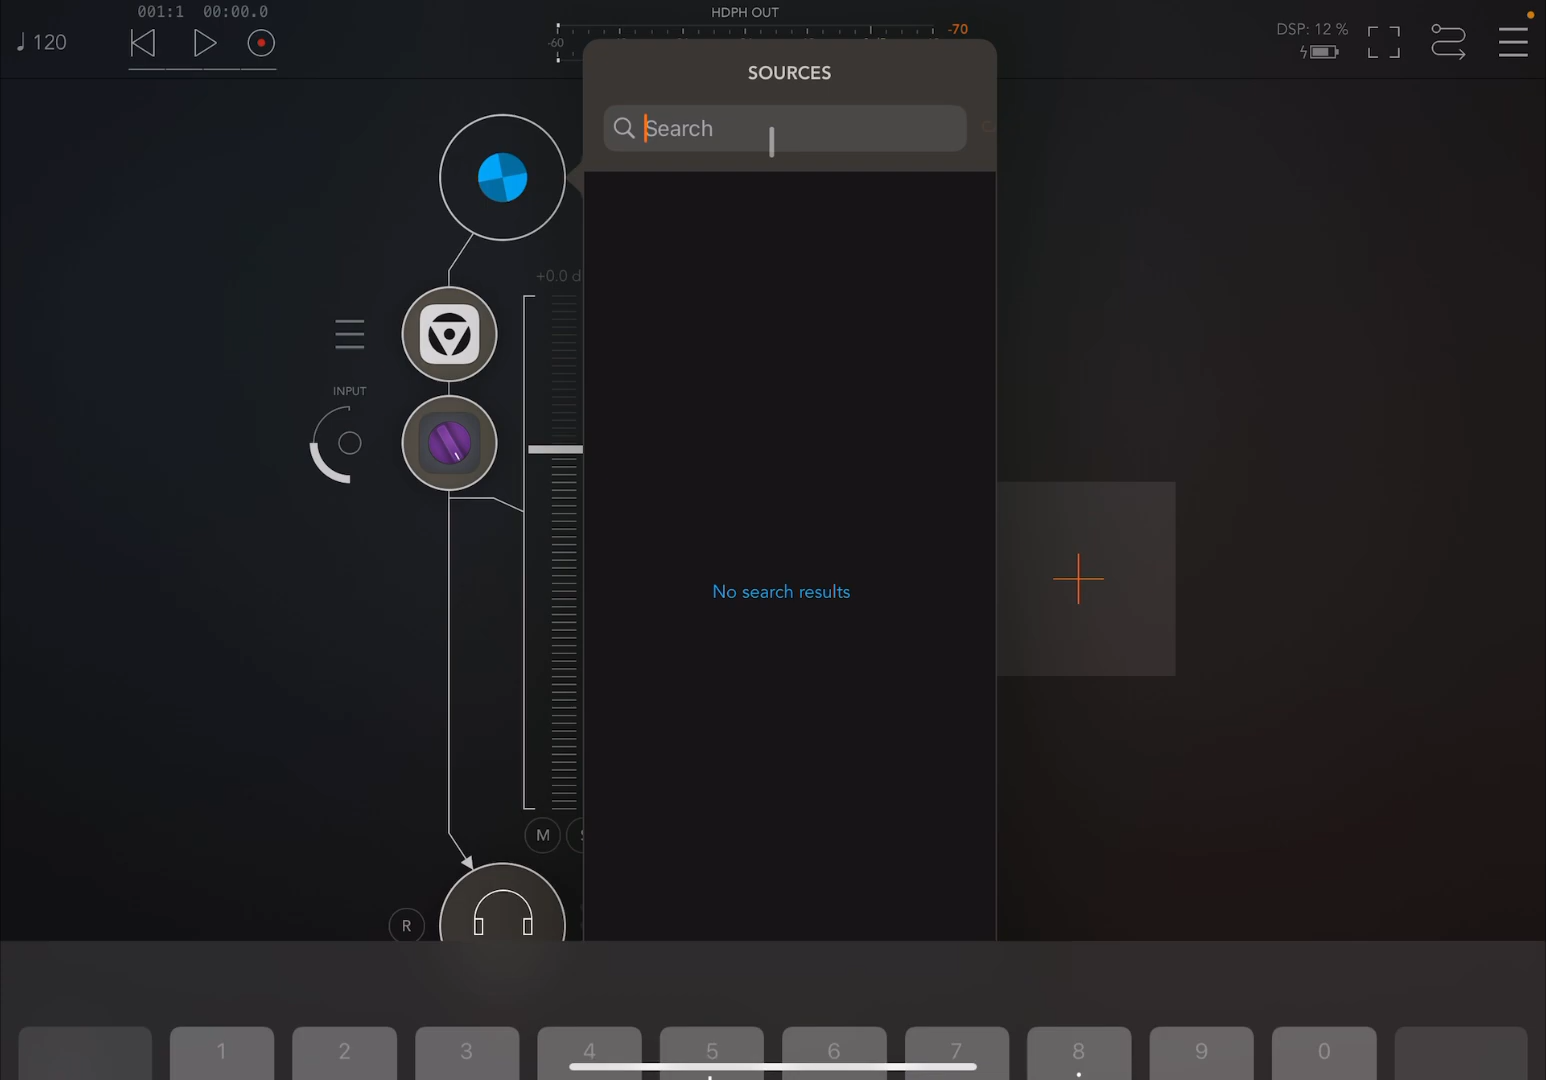 001:1 00:00.0
HDPH OUT
♩ 120
-60
-70
DSP: 12 %
SOURCES
Search
+0.0 d
INPUT
No search results
M
R
1 2 3 4 5 6 7 8 9 0